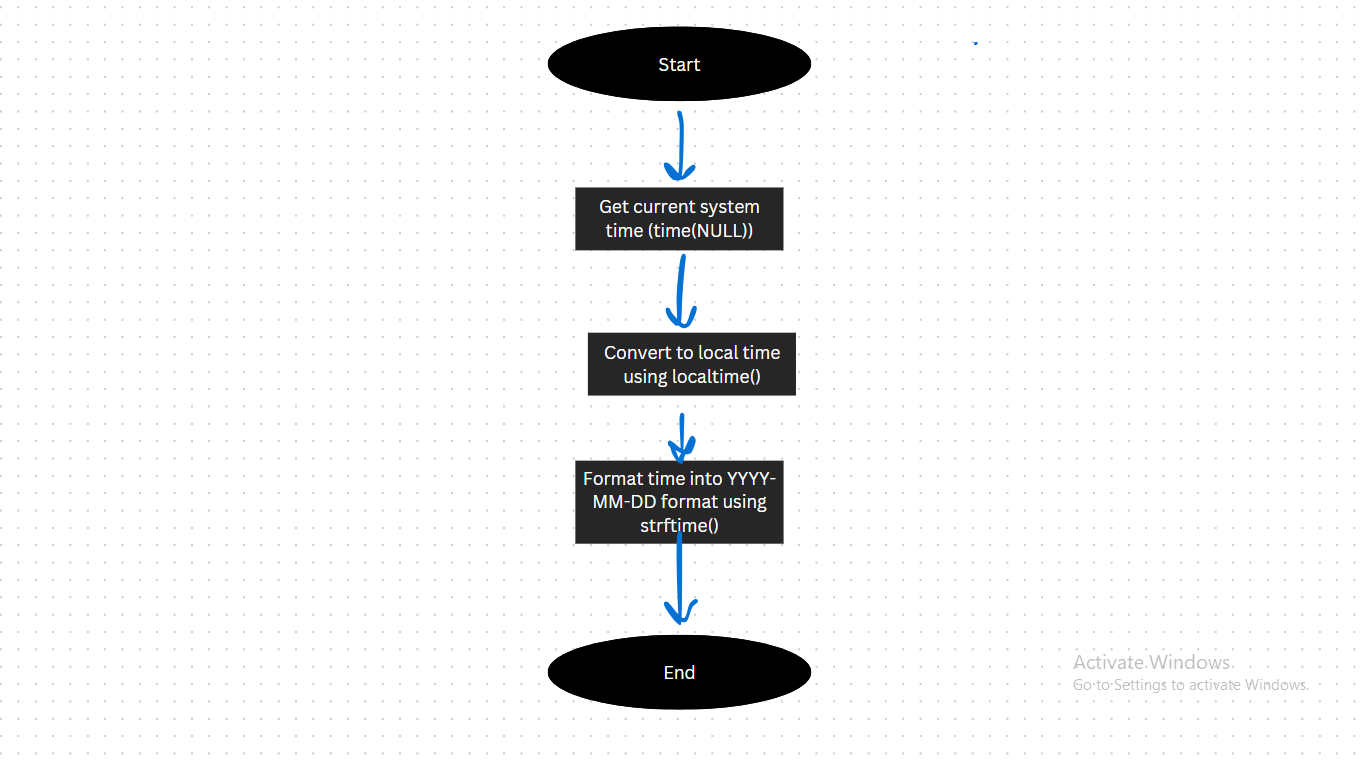 Start
Get current system
time (time(NULL))
Convert to local time
using localtime()
Format time into YYYY-
MM-DD format using
strftime()
End
Activate Windows
Go to Settings to activate Windows.